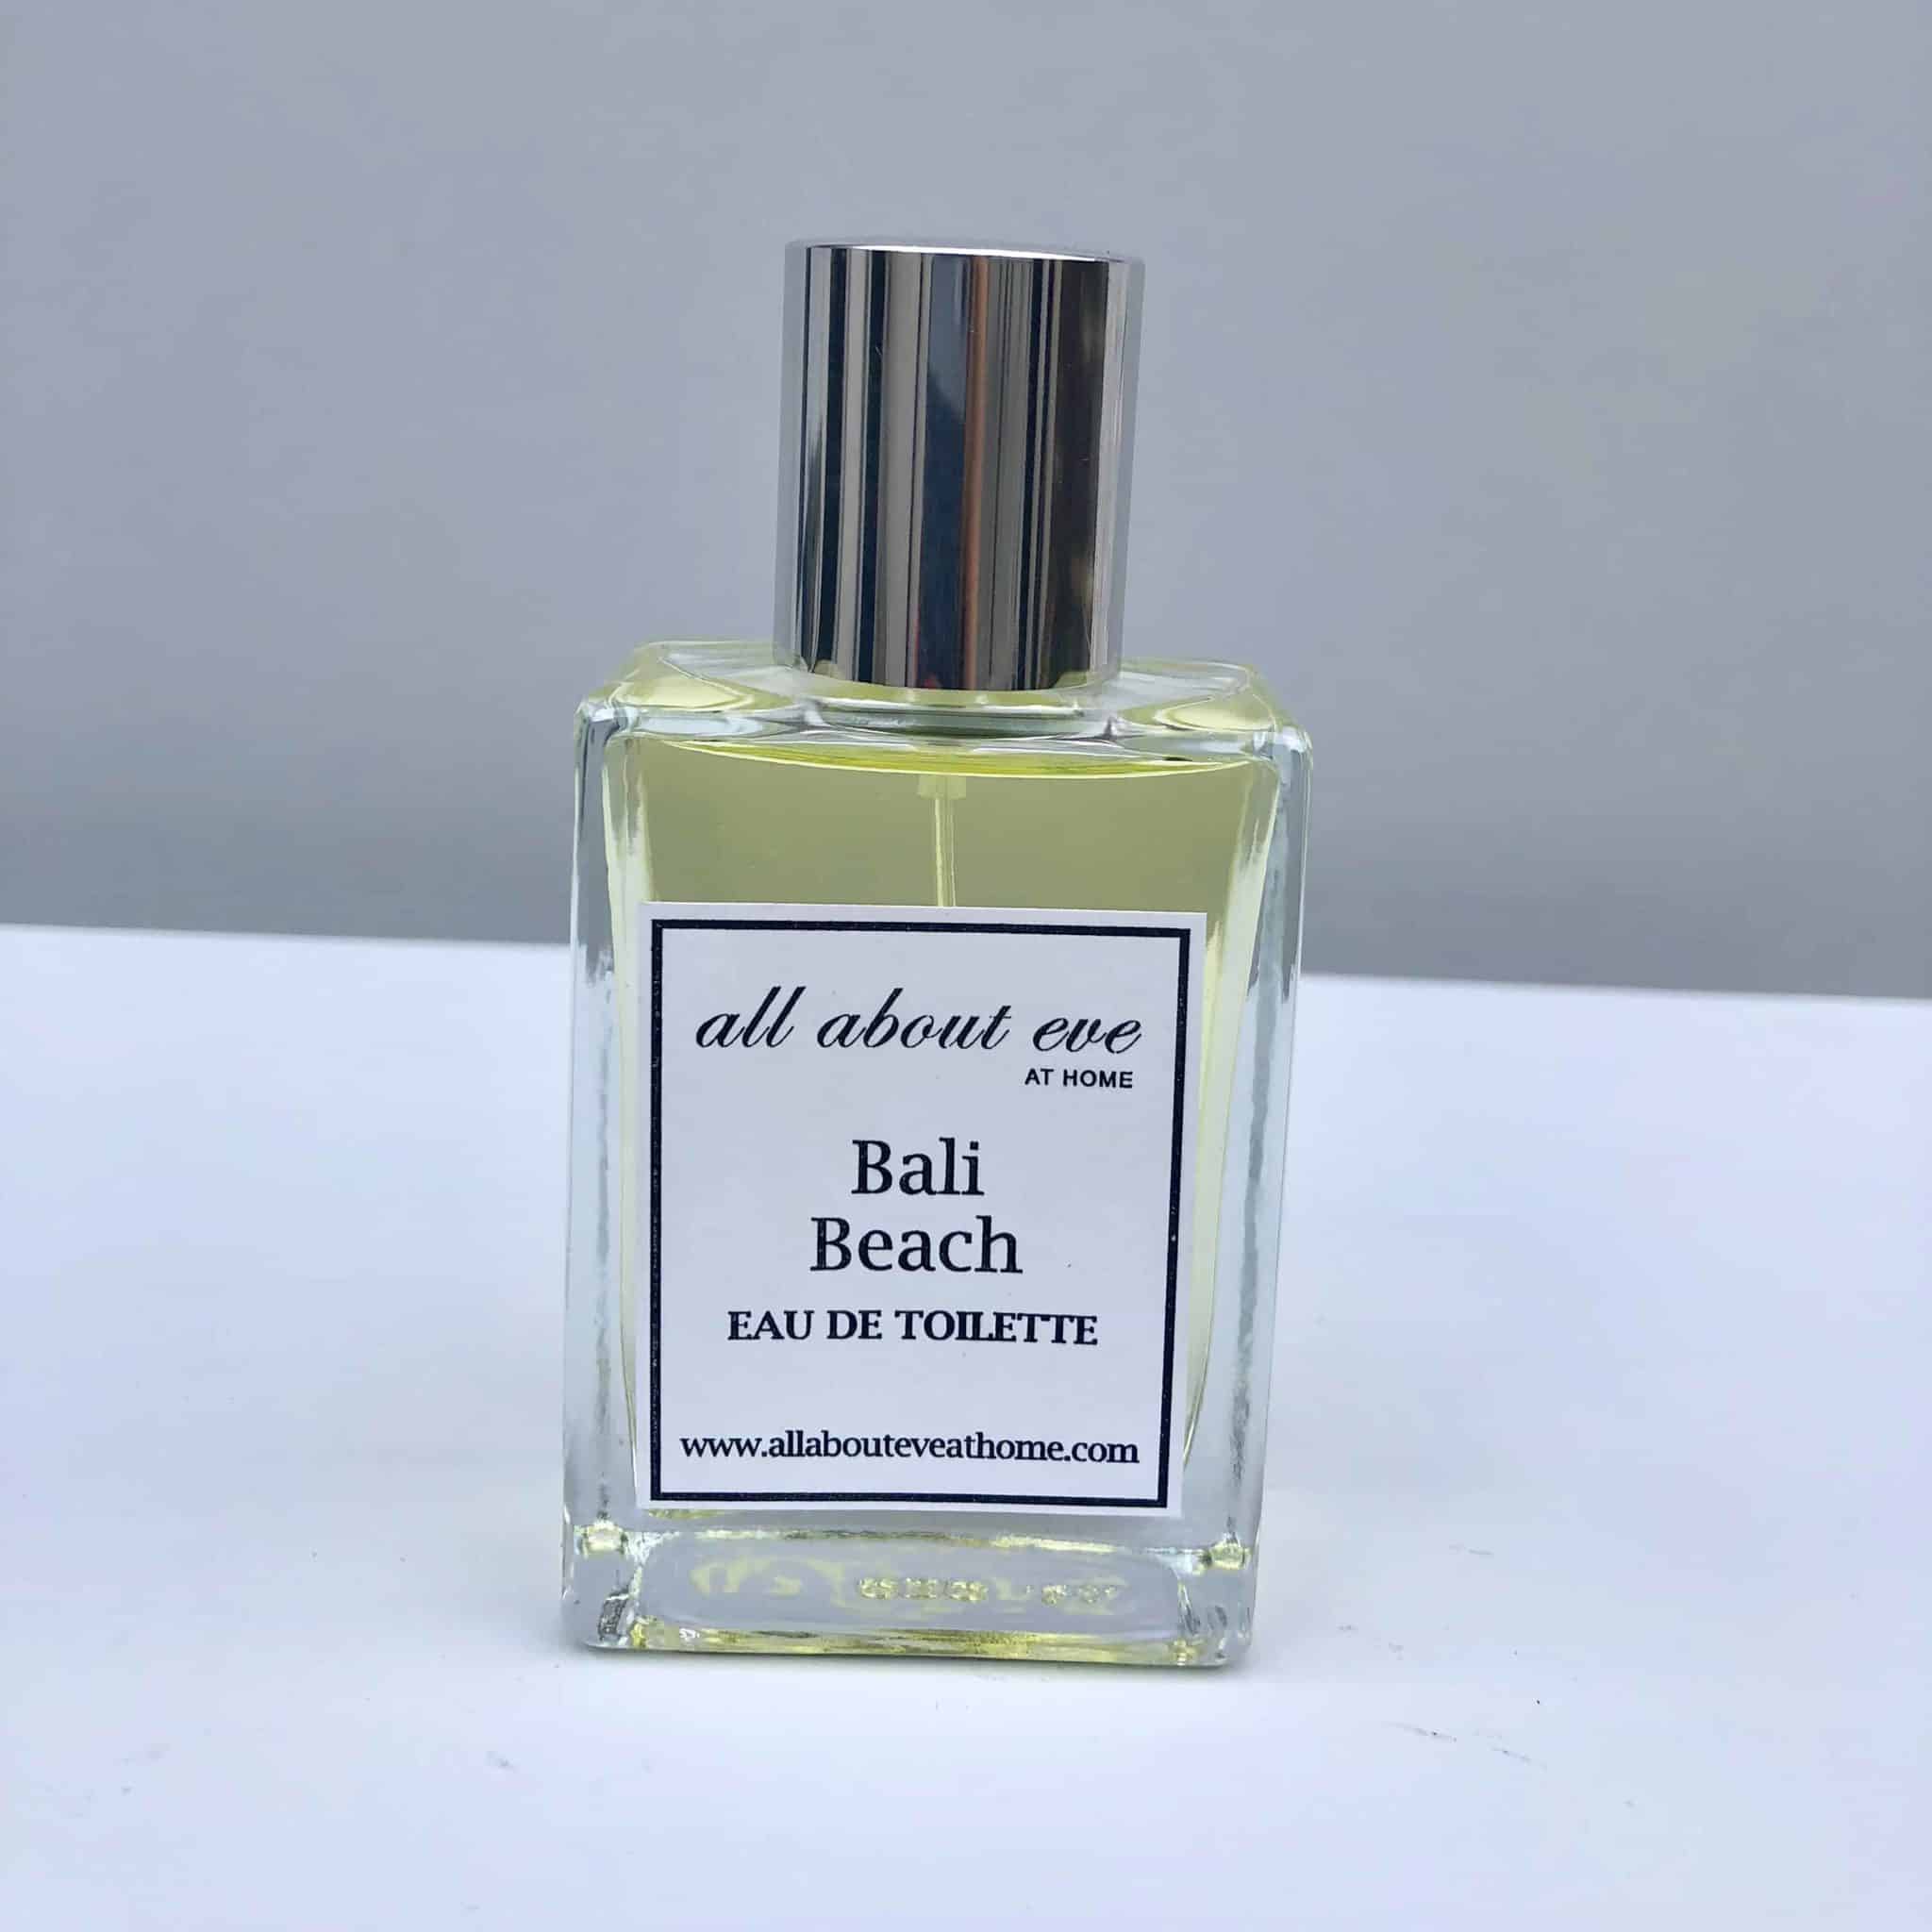 all about eve
AT HOME
Bali
Beach
EAU DE TOILETTE
www.allabouteveathome.com